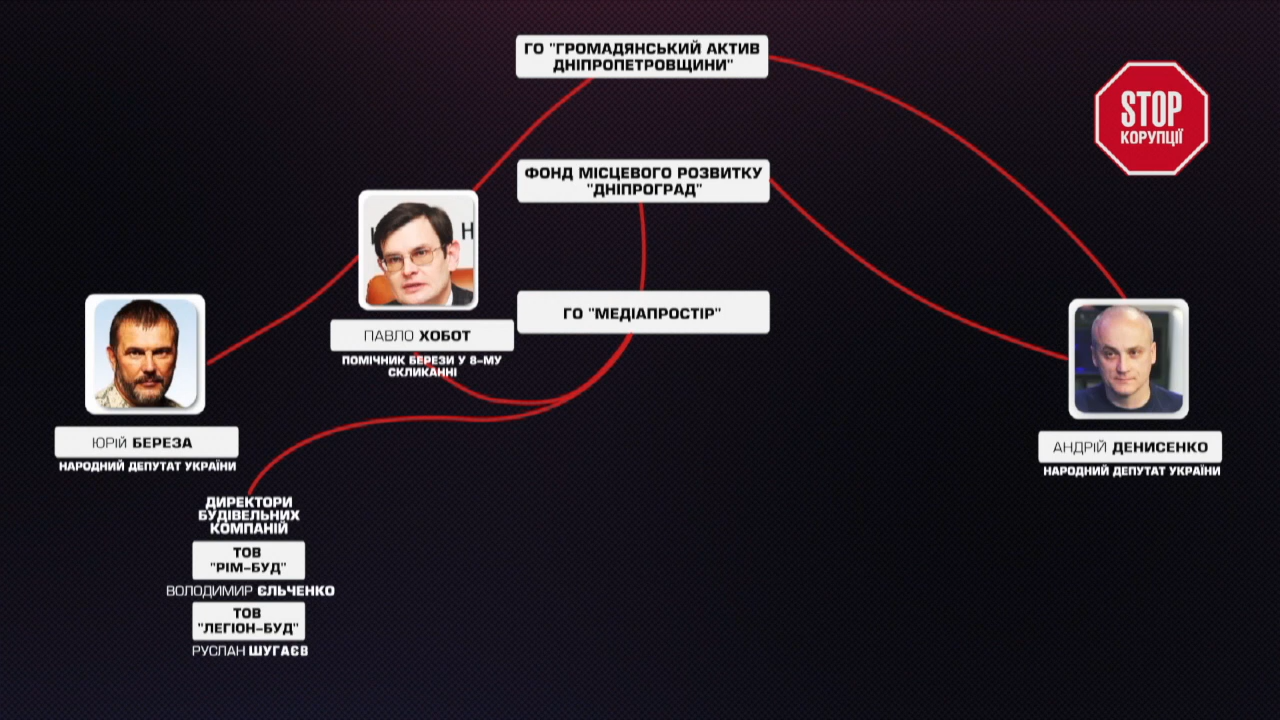 ГО "ГРОМАДЯНСЬКИЙ АКТИВ
ДНІПРОПЕТРОВЩИНИ"
STOP
КОРУПЦІЇ
ФОНД МІСЦЕВОГО РОЗВИТКУ
"ДНІПРОГРАД"
Н
ГО "МЕДІАПРОСТІР"
ПАВЛО ХОБОТ
ПОМІЧНИК БЕРЕЗИ У 8-МУ
СКЛИКАННІ
ЮРІЙ БЕРЕЗА
НАРОДНИЙ ДЕПУТАТ УКРАЇНИ
АНДРІЙ ДЕНИСЕНКО
НАРОДНИЙ ДЕПУТАТ УКРАЇНИ
ДИРЕКТОРИ
БУДІВЕЛЬНИХ
КОМПАНІЙ
ТОВ
"РІМ-БУД"
ВОЛОДИМИР ЄЛЬЧЕНКО
ТОВ
"ЛЕГІОН-БУД"
РУСЛАН ШУГАЄВ